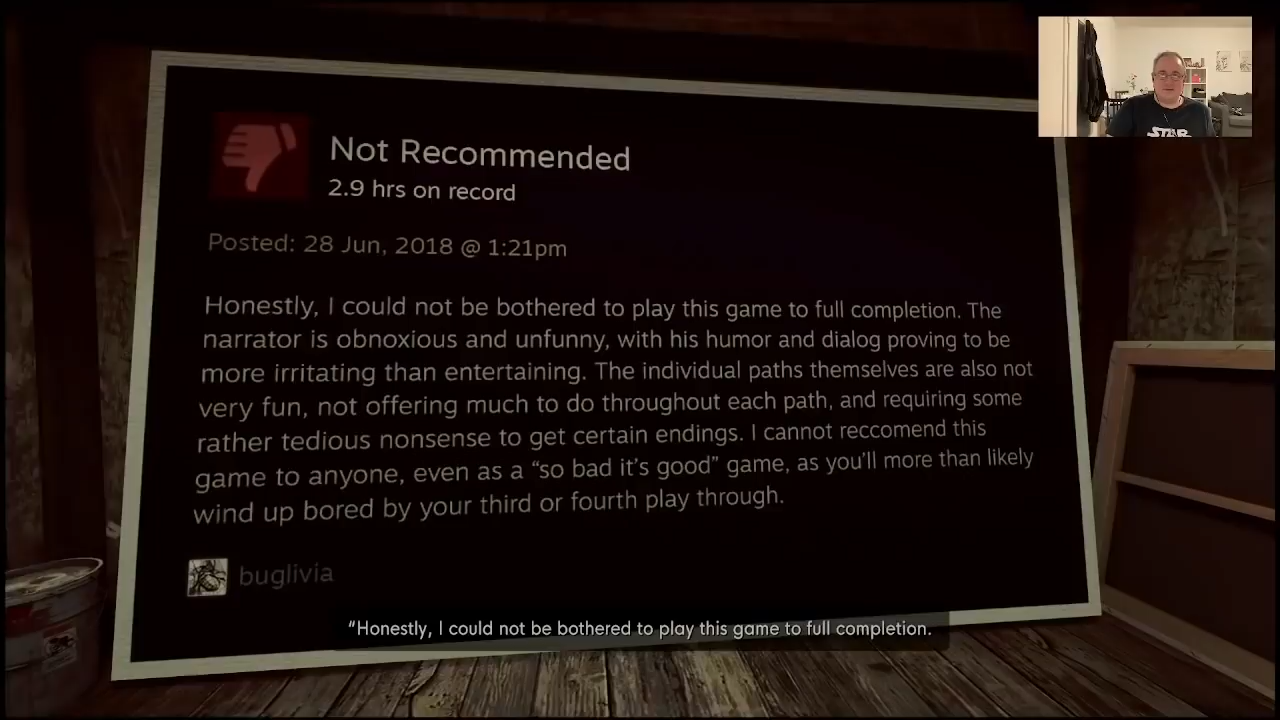 Not Recommended
2.9 hrs on record
Posted: 28 Jun, 2018 @ 1:21pm
Honestly, I could not be bothered to play this game to full completion. The
narrator is obnoxious and unfunny, with his humor and dialog proving to be
more irritating than entertaining. The individual paths themselves are also not
very fun, not offering much to do throughout each path, and requiring some
rather tedious nonsense to get certain endings. I cannot reccomend this
game to anyone, even as a “so bad it's good” game, as you'll more than likely
wind up bored by your third or fourth play through.
buglivia
“Honestly, I could not be bothered to play this game to full completion.
STAR